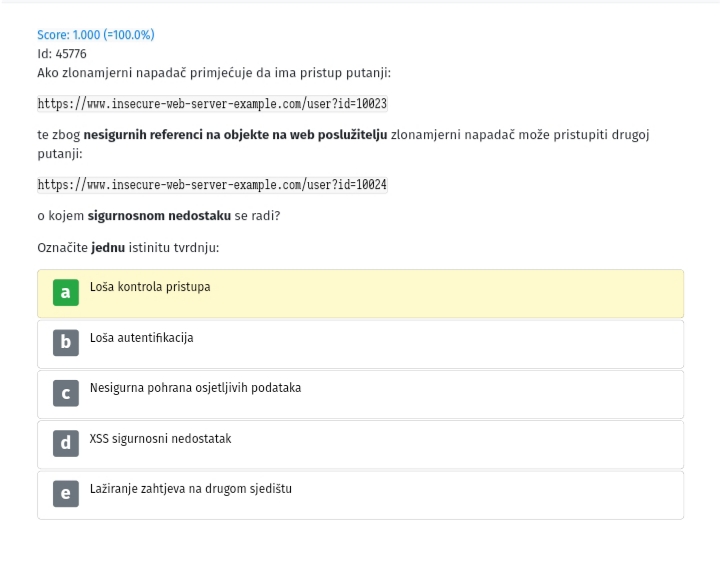 Score: 1.000 (=100.0%)
Id: 45776
Ako zlonamjerni napadač primjećuje da ima pristup putanji:
https://www.insecure-web-server-example.com/user?id=10023
te zbog nesigurnih referenci na objekte na web poslužitelju zlonamjerni napadač može pristupiti drugoj
putanji:
https://www.insecure-web-server-example.com/user?id=10024
o kojem sigurnosnom nedostaku se radi?
Označite jednu istinitu tvrdnju:
a Loša kontrola pristupa
b Loša autentifikacija
c Nesigurna pohrana osjetljivih podataka
d XSS sigurnosni nedostatak
e Lažiranje zahtjeva na drugom sjedištu